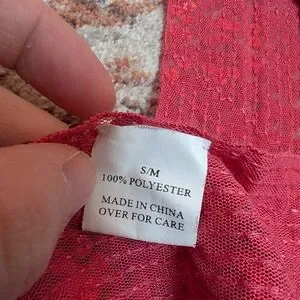 S/M
100% POLYESTER
MADE IN CHINA
OVER FOR CARE